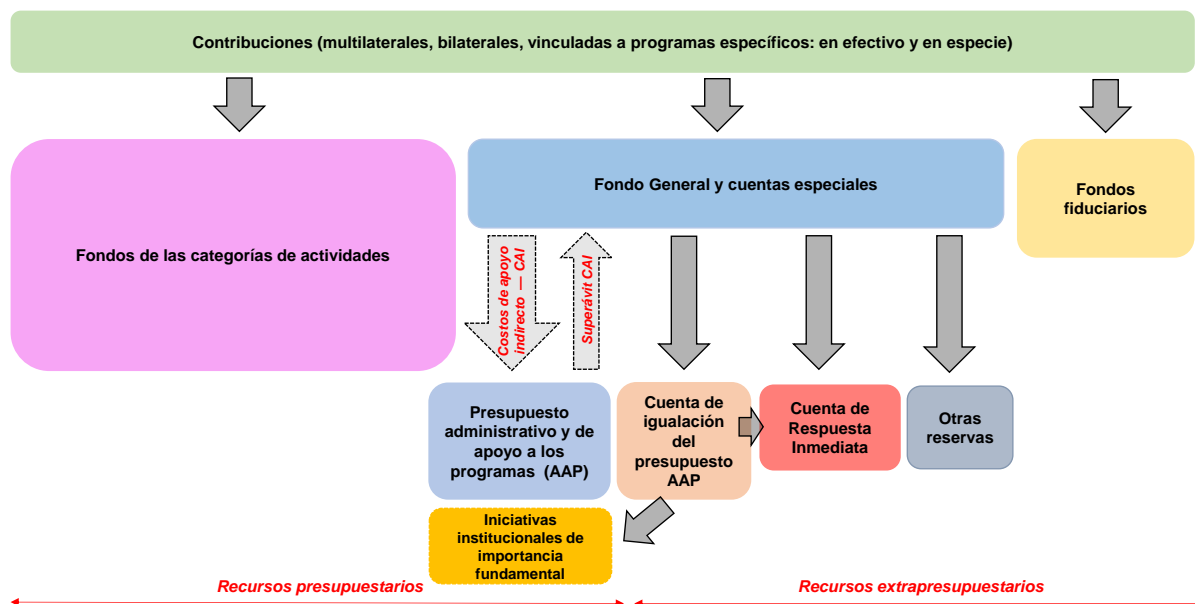 Contribuciones (multilaterales, bilaterales, vinculadas a programas específicos: en efectivo y en especie)
Fondos de las categorías de actividades
Fondo General y cuentas especiales
Fondos
fiduciarios
Costos de apoyo
indirecto — CAI
Superávit CAI
Presupuesto
administrativo y de
apoyo a los
programas (AAP)
Cuenta de
igualación del
presupuesto
AAP
Cuenta de
Respuesta
Inmediata
Otras
reservas
Iniciativas
institucionales de
importancia
fundamental
Recursos presupuestarios
Recursos extrapresupuestarios